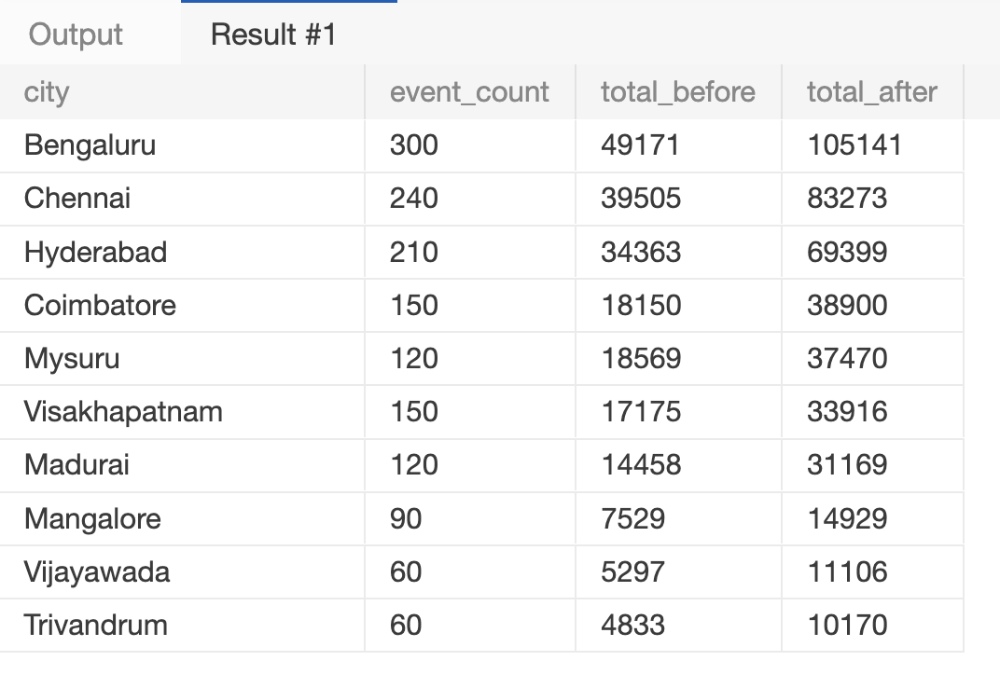 Output Result #1
city event_count total_before total_after
Bengaluru 300 49171 105141
Chennai 240 39505 83273
Hyderabad 210 34363 69399
Coimbatore 150 18150 38900
Mysuru 120 18569 37470
Visakhapatnam 150 17175 33916
Madurai 120 14458 31169
Mangalore 90 7529 14929
Vijayawada 60 5297 11106
Trivandrum 60 4833 10170